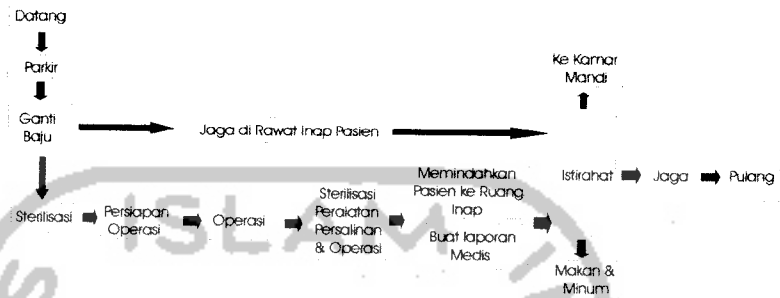 Datang
Parkir
Ganti
Baju
Jaga di Rawat Inap Pasien
Ke Kamar
Mandi
Istirahat
Jaga
Pulang
Sterilisasi
Persiapan
Operasi
Operasi
Sterilisasi
Peralatan
Persalinan
& Operasi
Memindahkan
Pasien ke Ruang
Inap
Buat laporan
Medis
Makan &
Minum
ISLAM